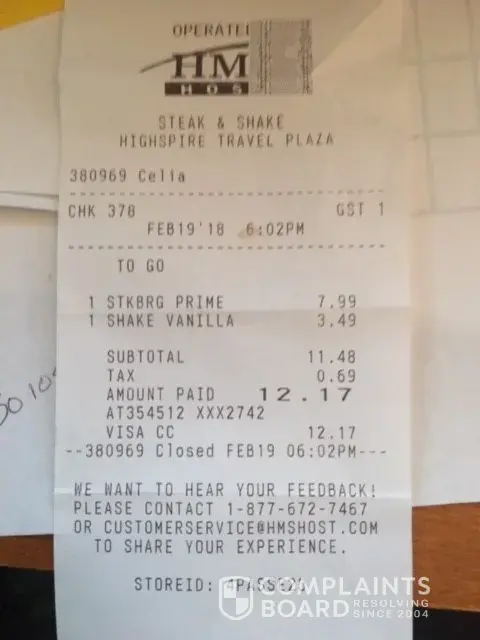 OPERATED
HM
HOS
STEAK & SHAKE
HIGHSPIRE TRAVEL PLAZA
380969 Celia
CHK 378 GST 1
FEB19'18 6:02PM
TO GO
1 STKBRG PRIME 7.99
1 SHAKE VANILLA 3.49
SUBTOTAL 11.48
TAX 0.69
AMOUNT PAID 12.17
AT354512 XXX2742
VISA CC 12.17
--380969 Closed FEB19 06:02PM---
WE WANT TO HEAR YOUR FEEDBACK!
PLEASE CONTACT 1-877-672-7467
OR CUSTOMERSERVICE@HMSHOST.COM
TO SHARE YOUR EXPERIENCE.
STOREID:
COMPLAINTS
BOARD RESOLVING
SINCE 2004